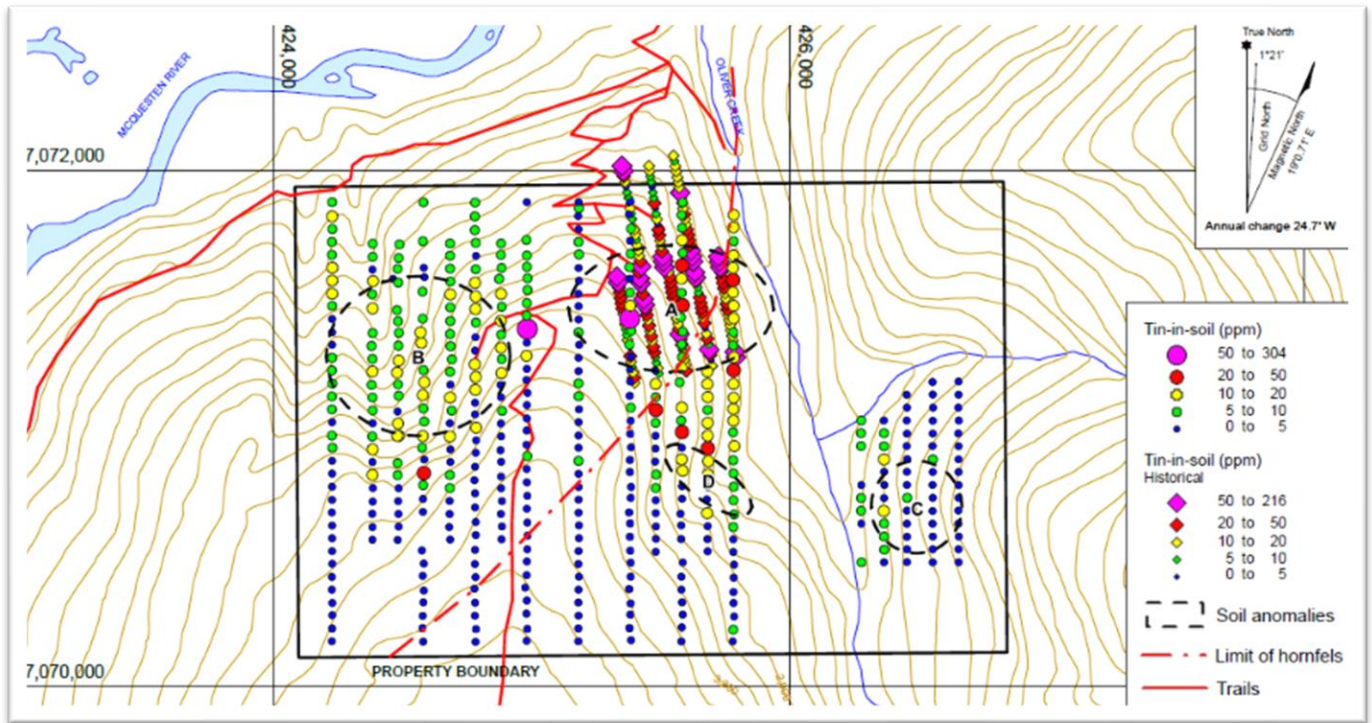 True North
1°21'
Grid North
Magnetic North
19°0.71' E
Annual change 24.7' W
424,000
426,000
MCQUESTEN RIVER
OLIVER CREEK
7,072,000
A
B
C
D
7,070,000
PROPERTY BOUNDARY
Tin-in-soil (ppm)
50 to 304
20 to 50
10 to 20
5 to 10
0 to 5
Tin-in-soil (ppm)
Historical
50 to 216
20 to 50
10 to 20
5 to 10
0 to 5
Soil anomalies
Limit of hornfels
Trails